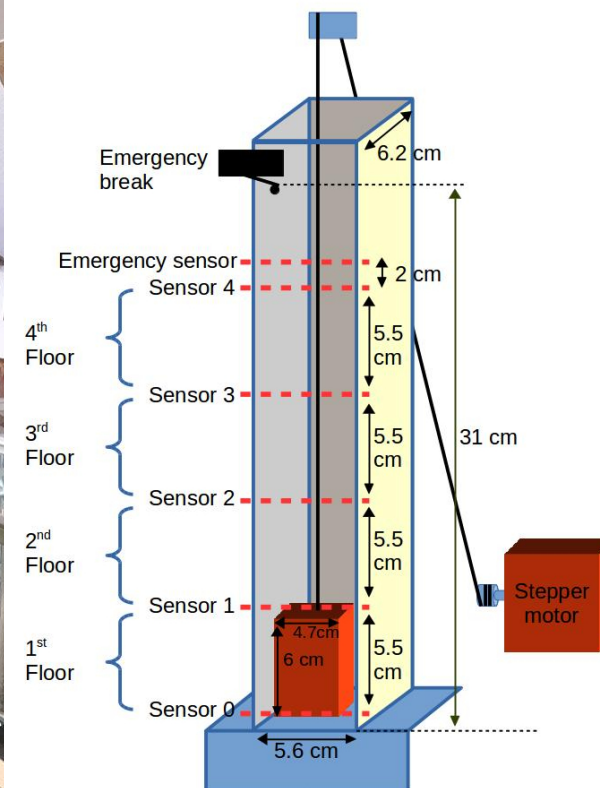 6.2 cm
Emergency
break
Emergency sensor
2 cm
Sensor 4
4th
Floor
5.5
cm
Sensor 3
3rd
Floor
5.5
cm
31 cm
Sensor 2
2nd
Floor
5.5
cm
Stepper
motor
Sensor 1
4.7cm
1st
Floor
6 cm
5.5
cm
Sensor 0
5.6 cm